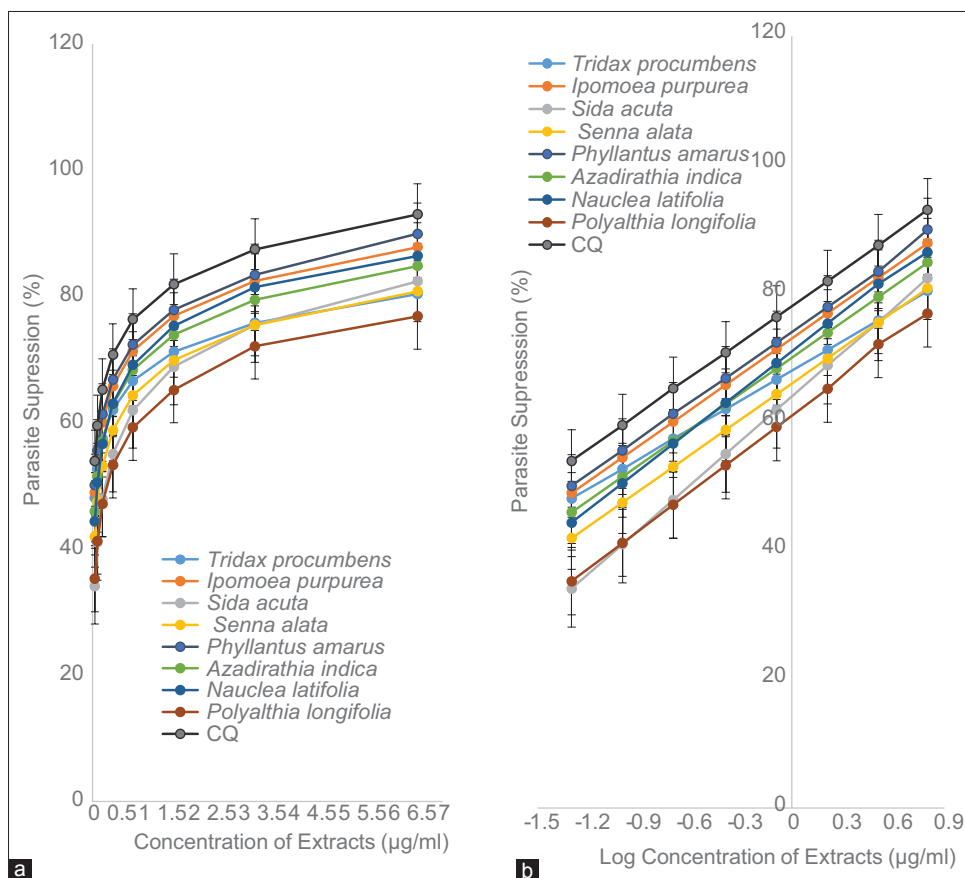 120
100
80
60
40
20
0
Parasite Supression (%)
Tridax procumbens
Ipomoea purpurea
Sida acuta
Senna alata
Phyllantus amarus
Azadirathia indica
Nauclea latifolia
Polyalthia longifolia
CQ
0 0.51 1.52 2.53 3.54 4.55 5.56 6.57
Concentration of Extracts (µg/ml)
a
120
100
80
60
40
20
0
Parasite Supression (%)
Tridax procumbens
Ipomoea purpurea
Sida acuta
Senna alata
Phyllantus amarus
Azadirathia indica
Nauclea latifolia
Polyalthia longifolia
CQ
-1.5 -1.2 -0.9 -0.6 -0.3 0 0.3 0.6 0.9
Log Concentration of Extracts (µg/ml)
b